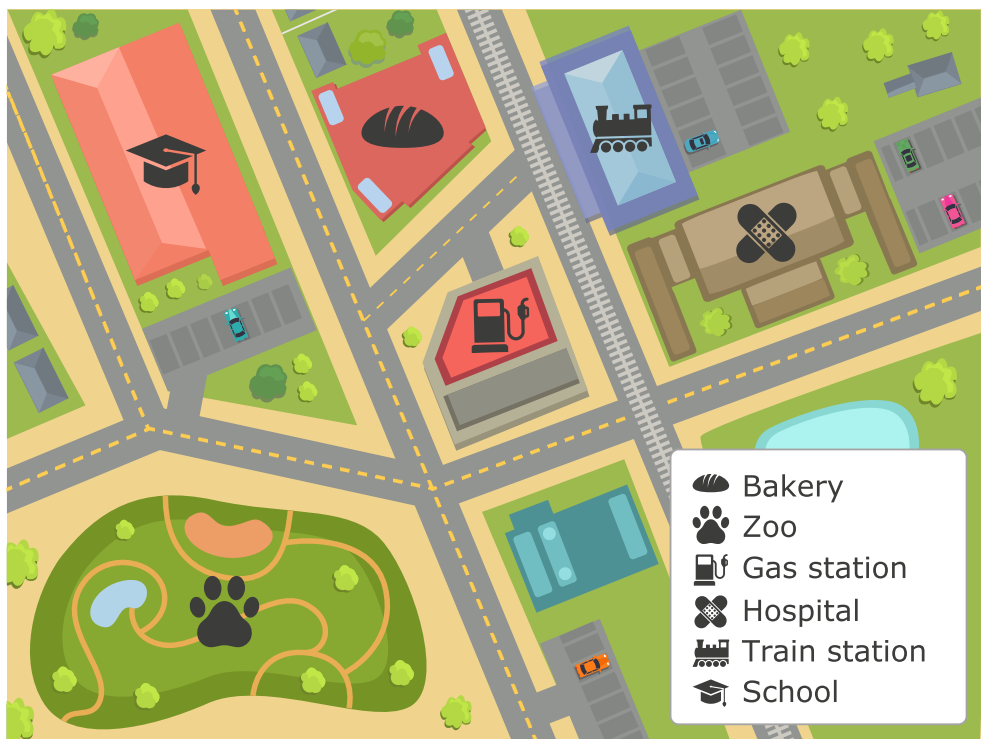 Bakery
Zoo
Gas station
Hospital
Train station
School